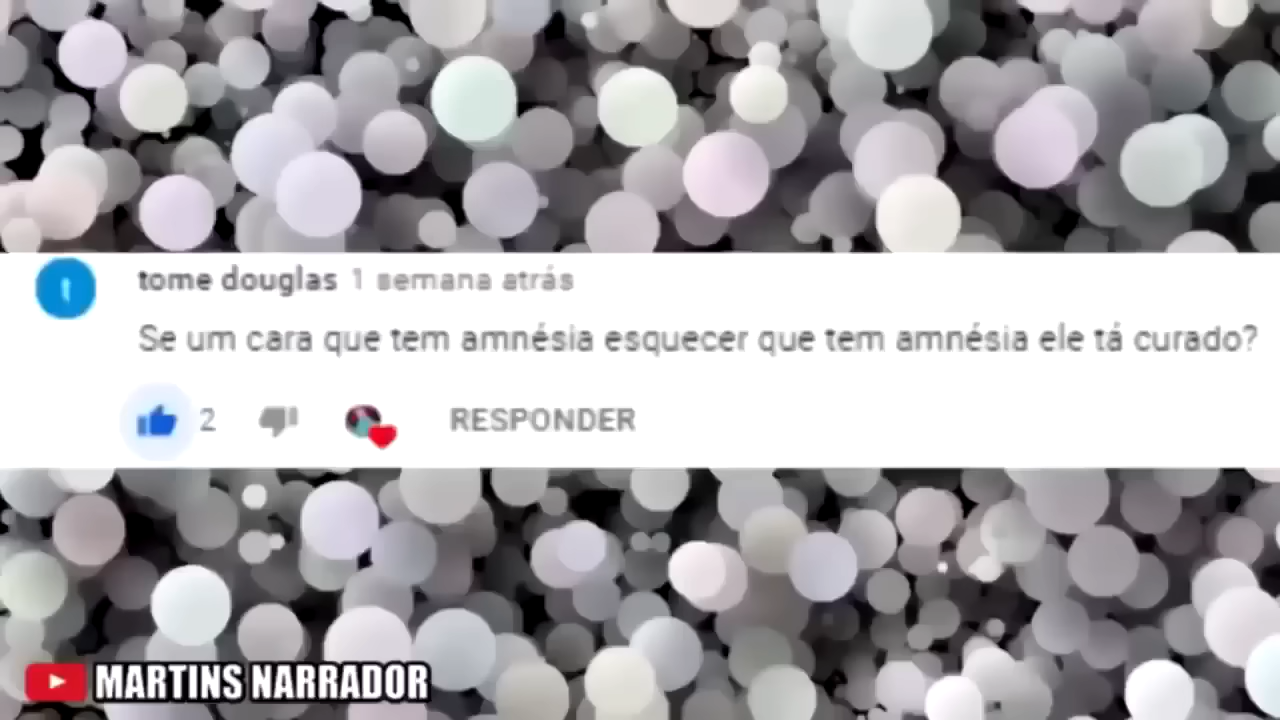 tome douglas 1 semana atrás
Se um cara que tem amnésia esquecer que tem amnésia ele tá curado?
2 RESPONDER
MARTINS NARRADOR